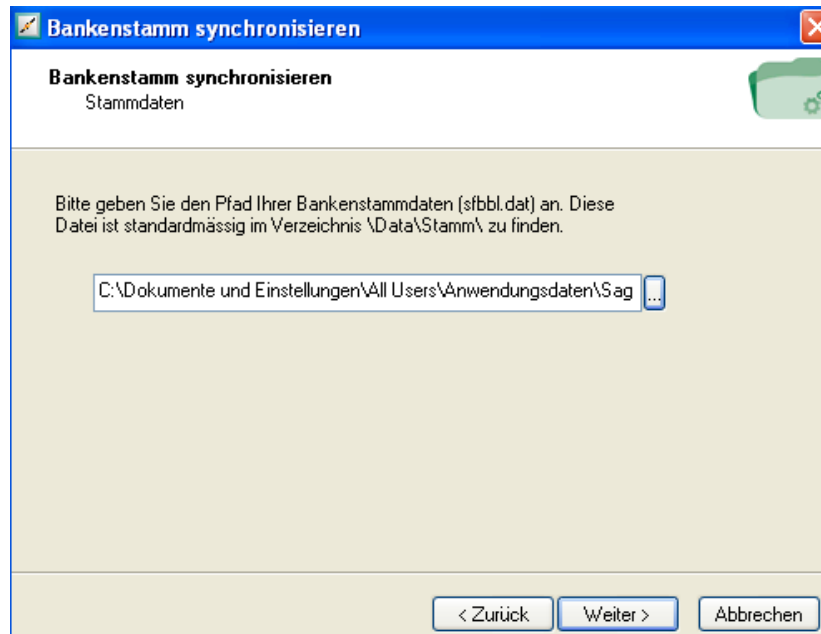 Bankenstamm synchronisieren
Bankenstamm synchronisieren
Stammdaten
Bitte geben Sie den Pfad Ihrer Bankenstammdaten (sfbbl.dat) an. Diese
Datei ist standardmässig im Verzeichnis \Data\Stamm\ zu finden.
C:\Dokumente und Einstellungen\All Users\Anwendungsdaten\Sag ...
< Zurück Weiter > Abbrechen